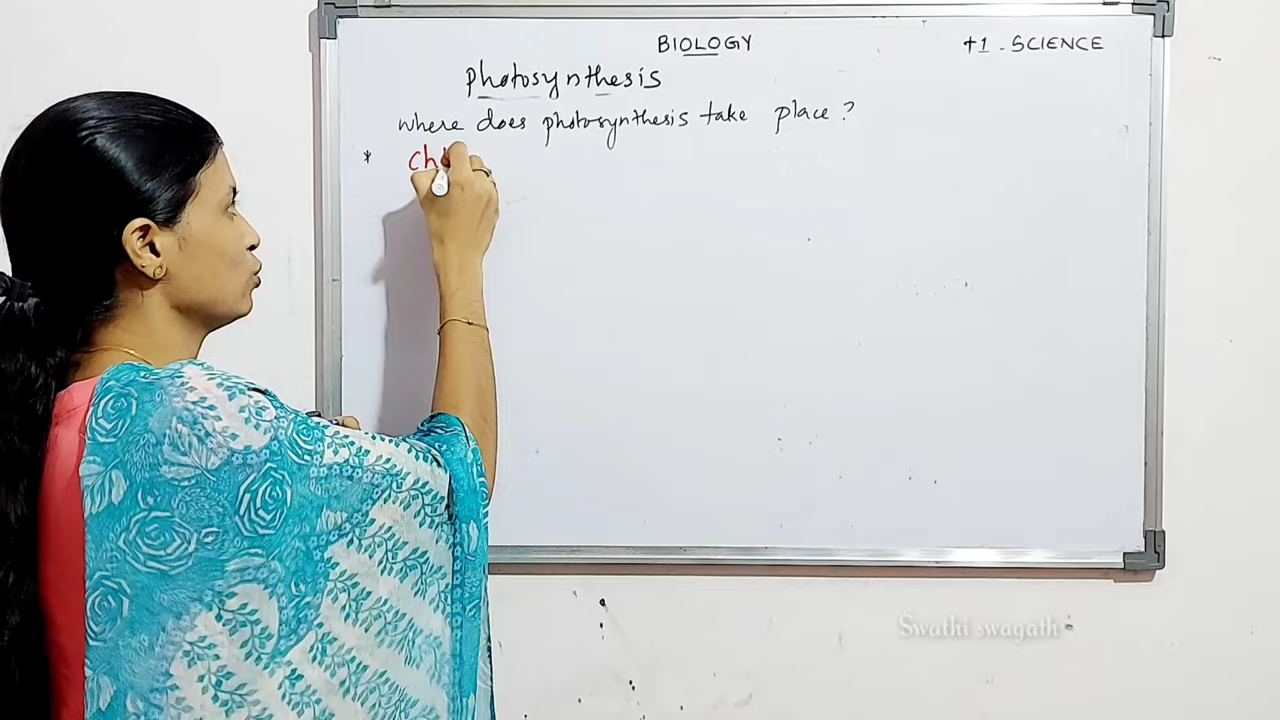 BIOLOGY
+1 - SCIENCE
photosynthesis
where does photosynthesis take place ?
* Ch
Swathi swagath